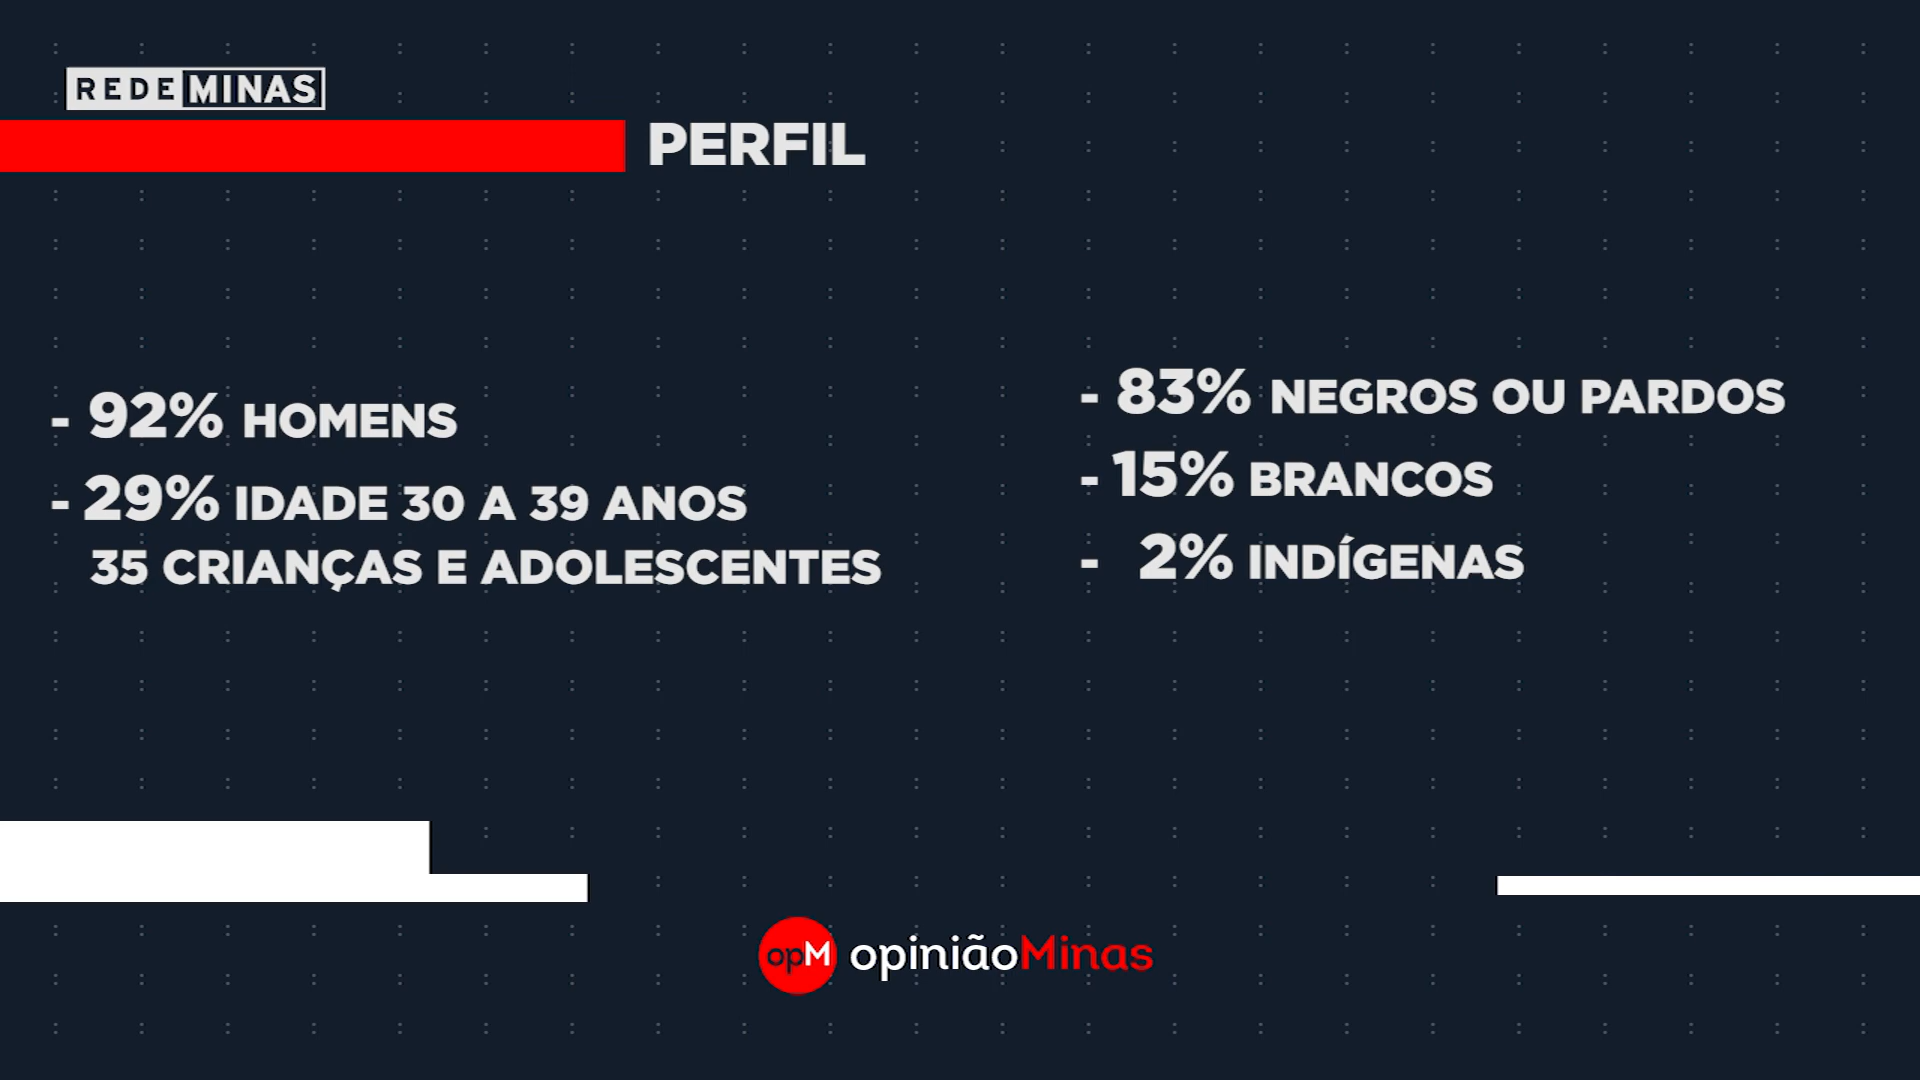 REDE MINAS
PERFIL
- 92% HOMENS
- 29% IDADE 30 A 39 ANOS
35 CRIANÇAS E ADOLESCENTES
- 83% NEGROS OU PARDOS
- 15% BRANCOS
- 2% INDÍGENAS
opM opiniãoMinas